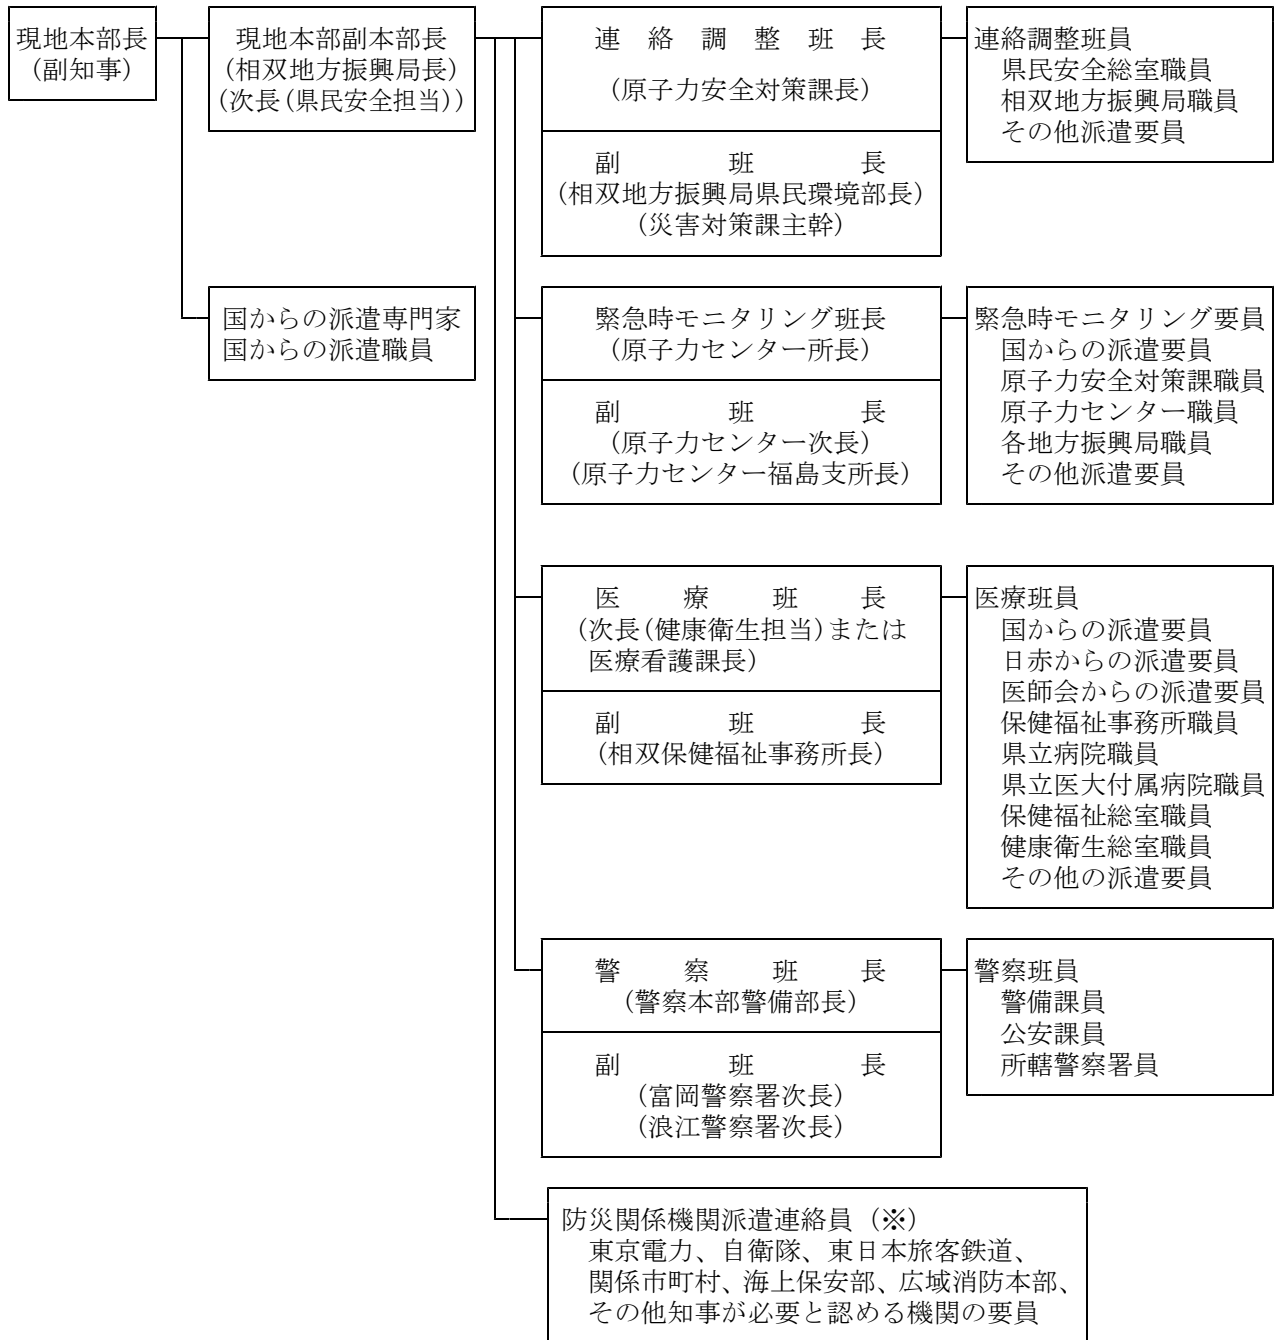 現地本部長
(副知事)
現地本部副本部長
(相双地方振興局長)
(次長(県民安全担当))
国からの派遣専門家
国からの派遣職員
連絡調整班長
(原子力安全対策課長)
副班長
(相双地方振興局県民環境部長)
(災害対策課主幹)
連絡調整班員
県民安全総室職員
相双地方振興局職員
その他派遣要員
緊急時モニタリング班長
(原子力センター所長)
副班長
(原子力センター次長)
(原子力センター福島支所長)
緊急時モニタリング要員
国からの派遣要員
原子力安全対策課職員
原子力センター職員
各地方振興局職員
その他派遣要員
医療班長
(次長(健康衛生担当)または
医療看護課長)
副班長
(相双保健福祉事務所長)
医療班員
国からの派遣要員
日赤からの派遣要員
医師会からの派遣要員
保健福祉事務所職員
県立病院職員
県立医大付属病院職員
保健福祉総室職員
健康衛生総室職員
その他の派遣要員
警察班長
(警察本部警備部長)
副班長
(富岡警察署次長)
(浪江警察署次長)
警察班員
警備課員
公安課員
所轄警察署員
防災関係機関派遣連絡員(※)
東京電力、自衛隊、東日本旅客鉄道、
関係市町村、海上保安部、広域消防本部、
その他知事が必要と認める機関の要員